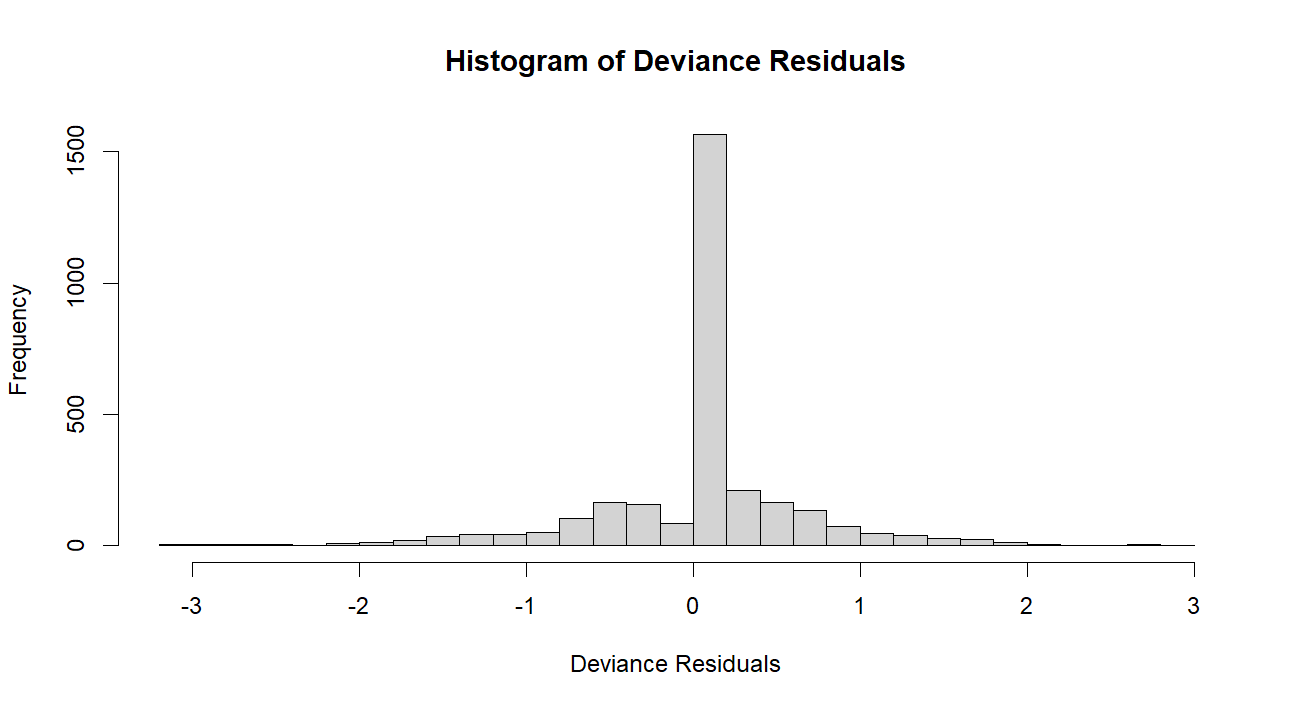 Histogram of Deviance Residuals
Frequency
1500
1000
500
0
-3 -2 -1 0 1 2 3
Deviance Residuals